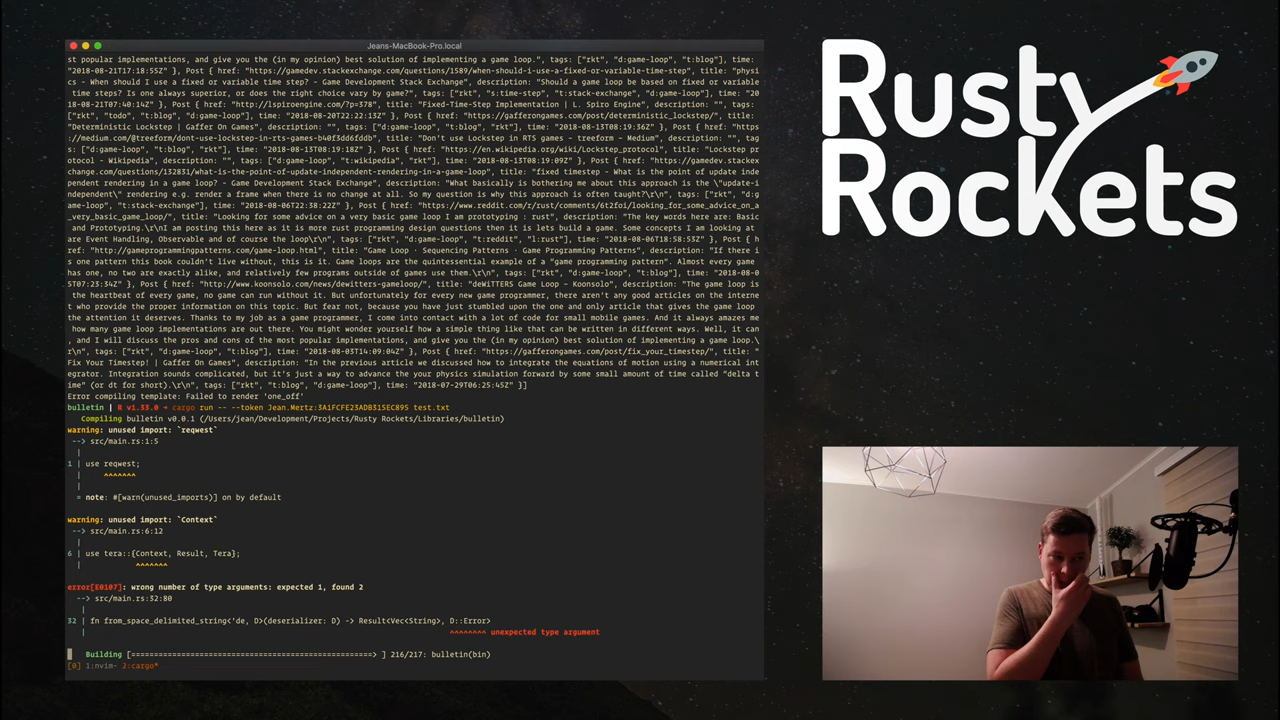 Jeans-MacBook-Pro.local
st popular implementations, and give you the (in my opinion) best solution of implementing a game loop.", tags: ["rkt", "d:game-loop", "t:blog"], time:
"2018-08-21T17:18:55Z" }, Post { href: "https://gamedev.stackexchange.com/questions/1589/when-should-i-use-a-fixed-or-variable-time-step", title: "physi
cs - When should I use a fixed or variable time step? - Game Development Stack Exchange", description: "Should a game loop be based on fixed or variable
time steps? Is one always superior, or does the right choice vary by game?", tags: ["rkt", "s:time-step", "t:stack-exchange", "d:game-loop"], time: "20
18-08-21T07:40:14Z" }, Post { href: "http://lspiroengine.com/?p=378", title: "Fixed-Time-Step Implementation | L. Spiro Engine", description: "", tags:
["rkt", "todo", "t:blog", "d:game-loop"], time: "2018-08-20T22:22:13Z" }, Post { href: "https://gafferongames.com/post/deterministic_lockstep/", title:
"Deterministic Lockstep | Gaffer On Games", description: "", tags: ["d:game-loop", "t:blog", "rkt"], time: "2018-08-13T08:19:36Z" }, Post { href: "https
://medium.com/@treeform/dont-use-lockstep-in-rts-games-b40f3dd6fddb", title: "Don't use Lockstep in RTS games – treeform – Medium", description: "", tag
s: ["d:game-loop", "t:blog", "rkt"], time: "2018-08-13T08:19:18Z" }, Post { href: "https://en.wikipedia.org/wiki/Lockstep_protocol", title: "Lockstep pr
otocol - Wikipedia", description: "", tags: ["d:game-loop", "t:wikipedia", "rkt"], time: "2018-08-13T08:19:09Z" }, Post { href: "https://gamedev.stackex
change.com/questions/132831/what-is-the-point-of-update-independent-rendering-in-a-game-loop", title: "fixed timestep - What is the point of update inde
pendent rendering in a game loop? - Game Development Stack Exchange", description: "What basically is bothering me about this approach is the \"update-i
ndependent\" rendering e.g. render a frame when there is no change at all. So my question is why this approach is often taught?\r\n", tags: ["rkt", "d:g
ame-loop", "t:stack-exchange"], time: "2018-08-06T22:38:22Z" }, Post { href: "https://www.reddit.com/r/rust/comments/6t2foi/looking_for_some_advice_on_a
_very_basic_game_loop/", title: "Looking for some advice on a very basic game loop I am prototyping : rust", description: "The key words here are: Basic
and Prototyping.\r\nI am posting this here as it is more rust programming design questions then it is lets build a game. Some concepts I am looking at
are Event Handling, Observable and of course the loop\r\n", tags: ["rkt", "d:game-loop", "t:reddit", "l:rust"], time: "2018-08-06T18:58:53Z" }, Post { h
ref: "http://gameprogrammingpatterns.com/game-loop.html", title: "Game Loop · Sequencing Patterns · Game Programming Patterns", description: "If there i
s one pattern this book couldn't live without, this is it. Game loops are the quintessential example of a "game programming pattern". Almost every game
has one, no two are exactly alike, and relatively few programs outside of games use them.\r\n", tags: ["rkt", "d:game-loop", "t:blog"], time: "2018-08-0
5T07:23:34Z" }, Post { href: "http://www.koonsolo.com/news/dewitters-gameloop/", title: "deWiTTERS Game Loop – Koonsolo", description: "The game loop is
the heartbeat of every game, no game can run without it. But unfortunately for every new game programmer, there aren't any good articles on the interne
t who provide the proper information on this topic. But fear not, because you have just stumbled upon the one and only article that gives the game loop
the attention it deserves. Thanks to my job as a game programmer, I come into contact with a lot of code for small mobile games. And it always amazes me
how many game loop implementations are out there. You might wonder yourself how a simple thing like that can be written in different ways. Well, it can
, and I will discuss the pros and cons of the most popular implementations, and give you the (in my opinion) best solution of implementing a game loop.\
r\n", tags: ["rkt", "t:blog", "d:game-loop"], time: "2018-08-03T14:09:04Z" }, Post { href: "https://gafferongames.com/post/fix_your_timestep/", title: "
Fix Your Timestep! | Gaffer On Games", description: "In the previous article we discussed how to integrate the equations of motion using a numerical int
egrator. Integration sounds complicated, but it's just a way to advance the your physics simulation forward by some small amount of time called "delta t
ime" (or dt for short).\r\n", tags: ["rkt", "t:blog", "d:game-loop"], time: "2018-07-29T06:25:45Z" }]
Error compiling template: Failed to render 'one_off'
bulletin | R v1.33.0 → cargo run -- --token Jean.Mertz:3A1FCFE23ADB315EC895 test.txt
Compiling bulletin v0.0.1 (/Users/jean/Development/Projects/Rusty Rockets/Libraries/bulletin)
warning: unused import: `reqwest`
--> src/main.rs:1:5
|
1 | use reqwest;
| ^^^^^^^
|
= note: #[warn(unused_imports)] on by default
warning: unused import: `Context`
--> src/main.rs:6:12
|
6 | use tera::{Context, Result, Tera};
| ^^^^^^^
error[E0107]: wrong number of type arguments: expected 1, found 2
--> src/main.rs:32:80
|
32 | fn from_space_delimited_string<'de, D>(deserializer: D) -> Result<Vec<String>, D::Error>
| ^^^^^^^^ unexpected type argument
Building [=====================================================> ] 216/217: bulletin(bin)
[0] 1:nvim- 2:cargo*
Rusty
Rockets